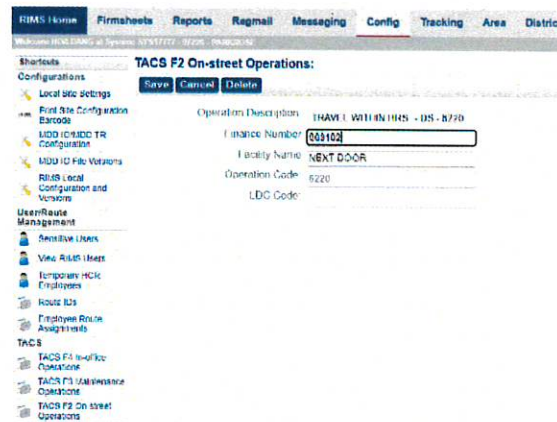 RIMS Home Firmsheets Reports Regmail Messaging Config Tracking Area Distric
Welcome
Shortcuts
Configurations
Local Site Settings
Print Site Configuration
Barcode
MDD TR
Configuration
MDD IO File Versions
RIMS Local
Configuration and
Versions
User/Route
Management
Sensitive Users
View RIMS Users
Temporary HCR
Employees
Route IDs
Employee Route
Assignments
TACS
TACS F4 In-office
Operations
TACS F3 Maintenance
Operations
TACS F2 On-street
Operations
TACS F2 On-street Operations:
Save Cancel Delete
Operation Description TRAVEL WITHIN HRS - DS - 6220
Finance Number
Facility Name NEXT DOOR
Operation Code 6220
LDC Code